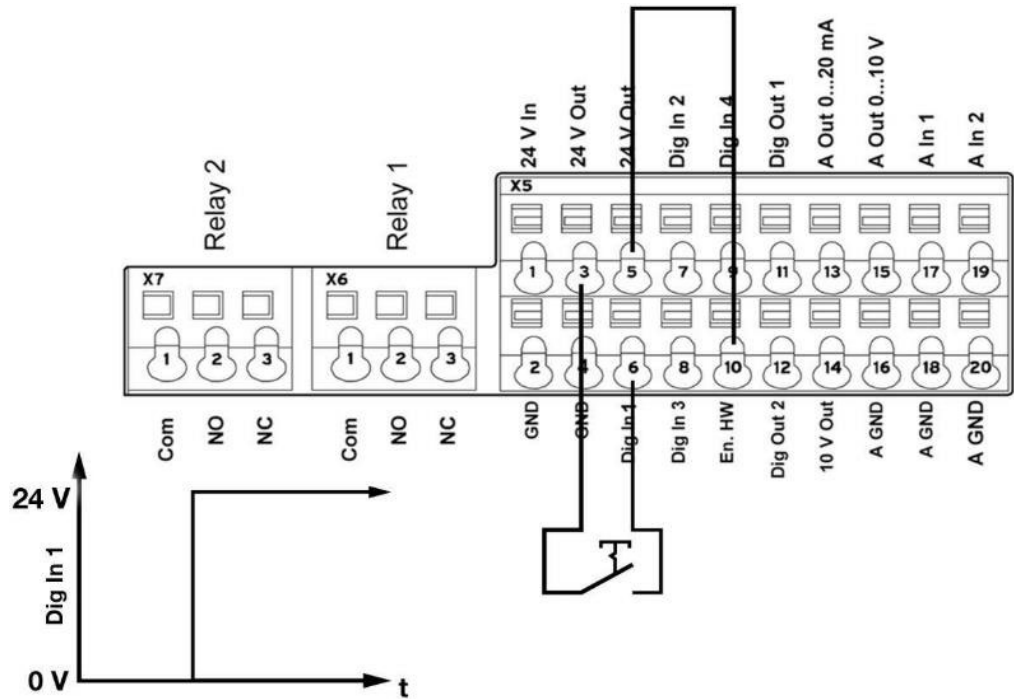 24 V In
24 V Out
24 V Out
Dig In 2
Dig In 4
Dig Out 1
A Out 0...20 mA
A Out 0...10 V
A In 1
A In 2
Relay 2
Relay 1
X5
1 3 5 7 9 11 13 15 17 19
X7
X6
1 2 3
1 2 3
2 4 6 8 10 12 14 16 18 20
Com
NO
NC
Com
NO
NC
GND
GND
Dig In 1
Dig In 3
En. HW
Dig Out 2
10 V Out
A GND
A GND
A GND
24 V
Dig In 1
0 V
t